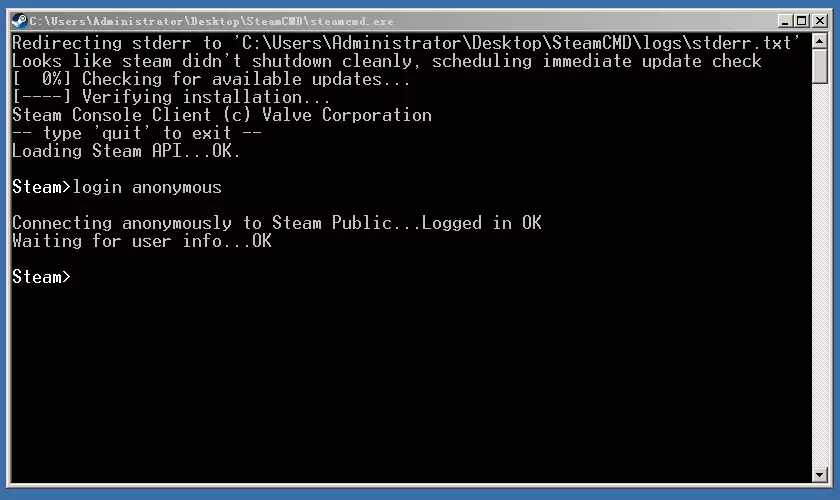 C:\Users\Administrator\Desktop\SteamCMD\steamcmd.exe
Redirecting stderr to 'C:\Users\Administrator\Desktop\SteamCMD\logs\stderr.txt'
Looks like steam didn't shutdown cleanly, scheduling immediate update check
[  0%] Checking for available updates...
[----] Verifying installation...
Steam Console Client (c) Valve Corporation
-- type 'quit' to exit --
Loading Steam API...OK.
Steam>login anonymous
Connecting anonymously to Steam Public...Logged in OK
Waiting for user info...OK
Steam>